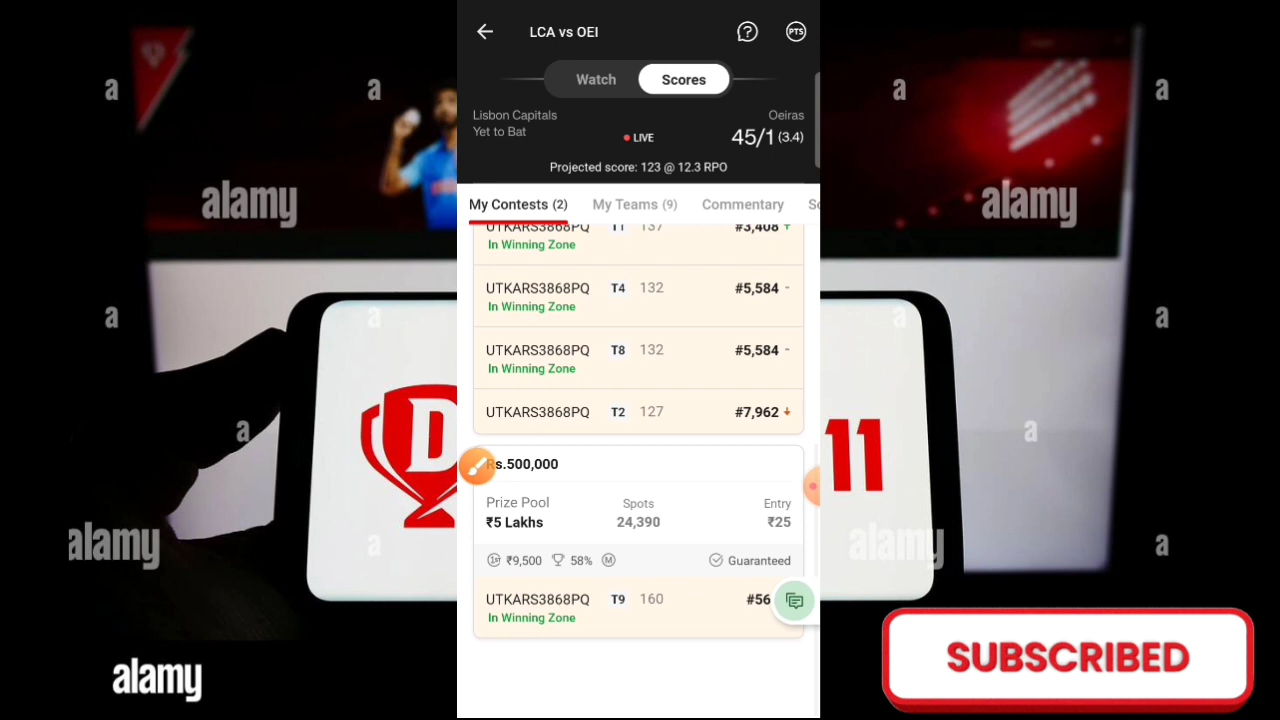 LCA vs OEI
PTS
Watch
Scores
Lisbon Capitals
Oeiras
Yet to Bat
LIVE
45/1 (3.4)
Projected score: 123 @ 12.3 RPO
My Contests (2)
My Teams (9)
Commentary
UTKARS3868PQ T1 137 #3,408
In Winning Zone
UTKARS3868PQ T4 132 #5,584 -
In Winning Zone
UTKARS3868PQ T8 132 #5,584 -
In Winning Zone
UTKARS3868PQ T2 127 #7,962
Rs.500,000
Prize Pool
Spots
Entry
₹5 Lakhs
24,390
₹25
1st ₹9,500
58%
M
Guaranteed
UTKARS3868PQ T9 160 #56
In Winning Zone
D
11
SUBSCRIBED
a
a
a
a
alamy
alamy
a
a
a
a
a
alamy
a
alamy
a
alamy